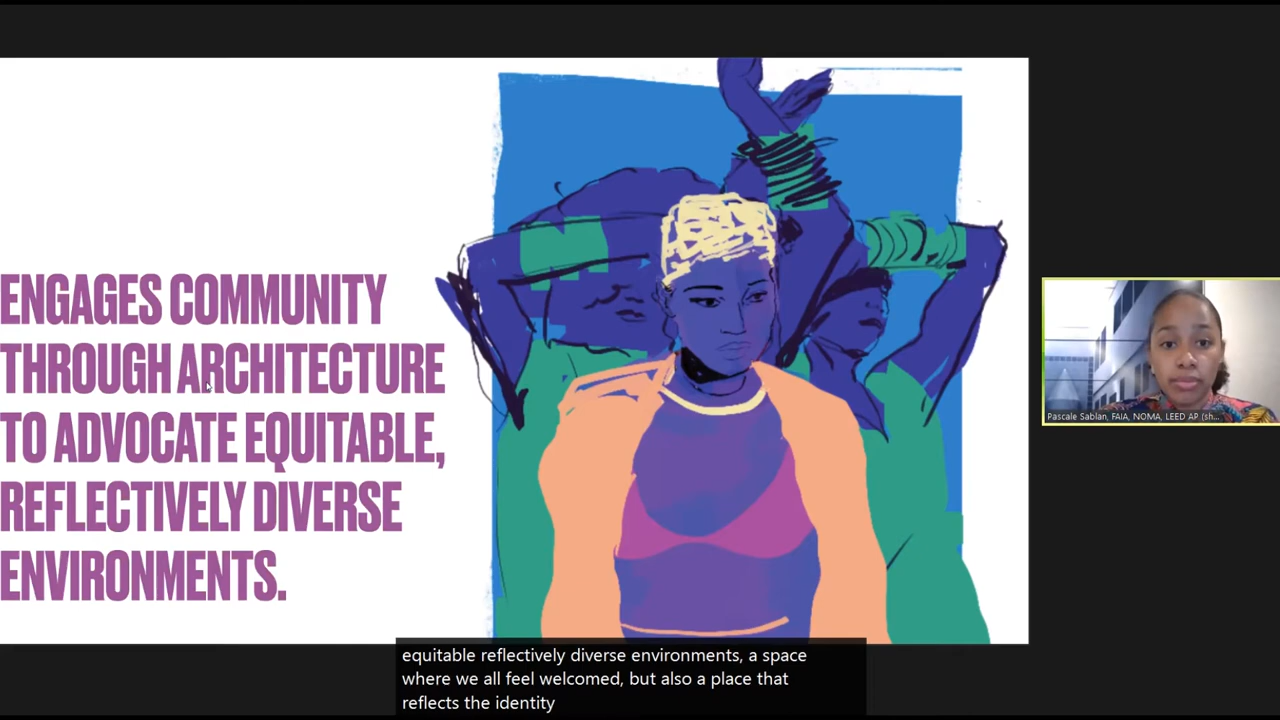 ENGAGES COMMUNITY
THROUGH ARCHITECTURE
TO ADVOCATE EQUITABLE,
REFLECTIVELY DIVERSE
ENVIRONMENTS.
Pascale Sablan, FAIA, NOMA, LEED AP (sh...
equitable reflectively diverse environments, a space
where we all feel welcomed, but also a place that
reflects the identity